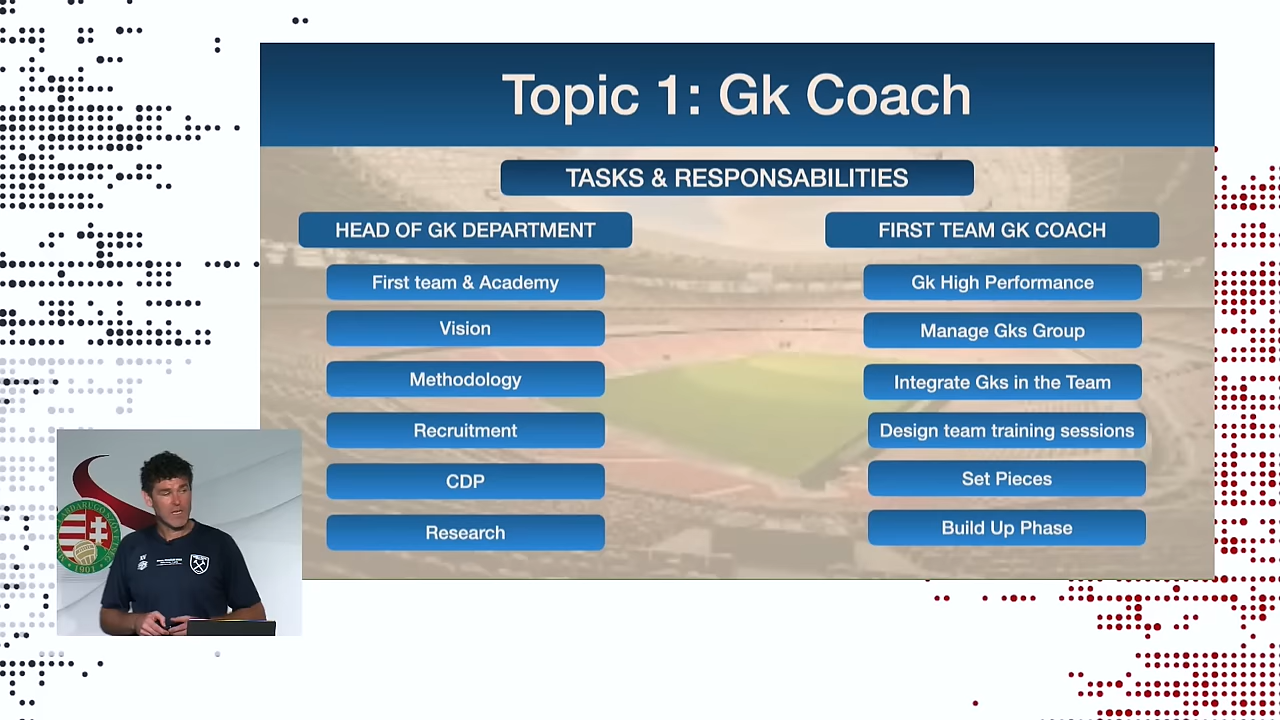 Topic 1: Gk Coach
TASKS & RESPONSABILITIES
HEAD OF GK DEPARTMENT
First team & Academy
Vision
Methodology
Recruitment
CDP
Research
FIRST TEAM GK COACH
Gk High Performance
Manage Gks Group
Integrate Gks in the Team
Design team training sessions
Set Pieces
Build Up Phase
1901